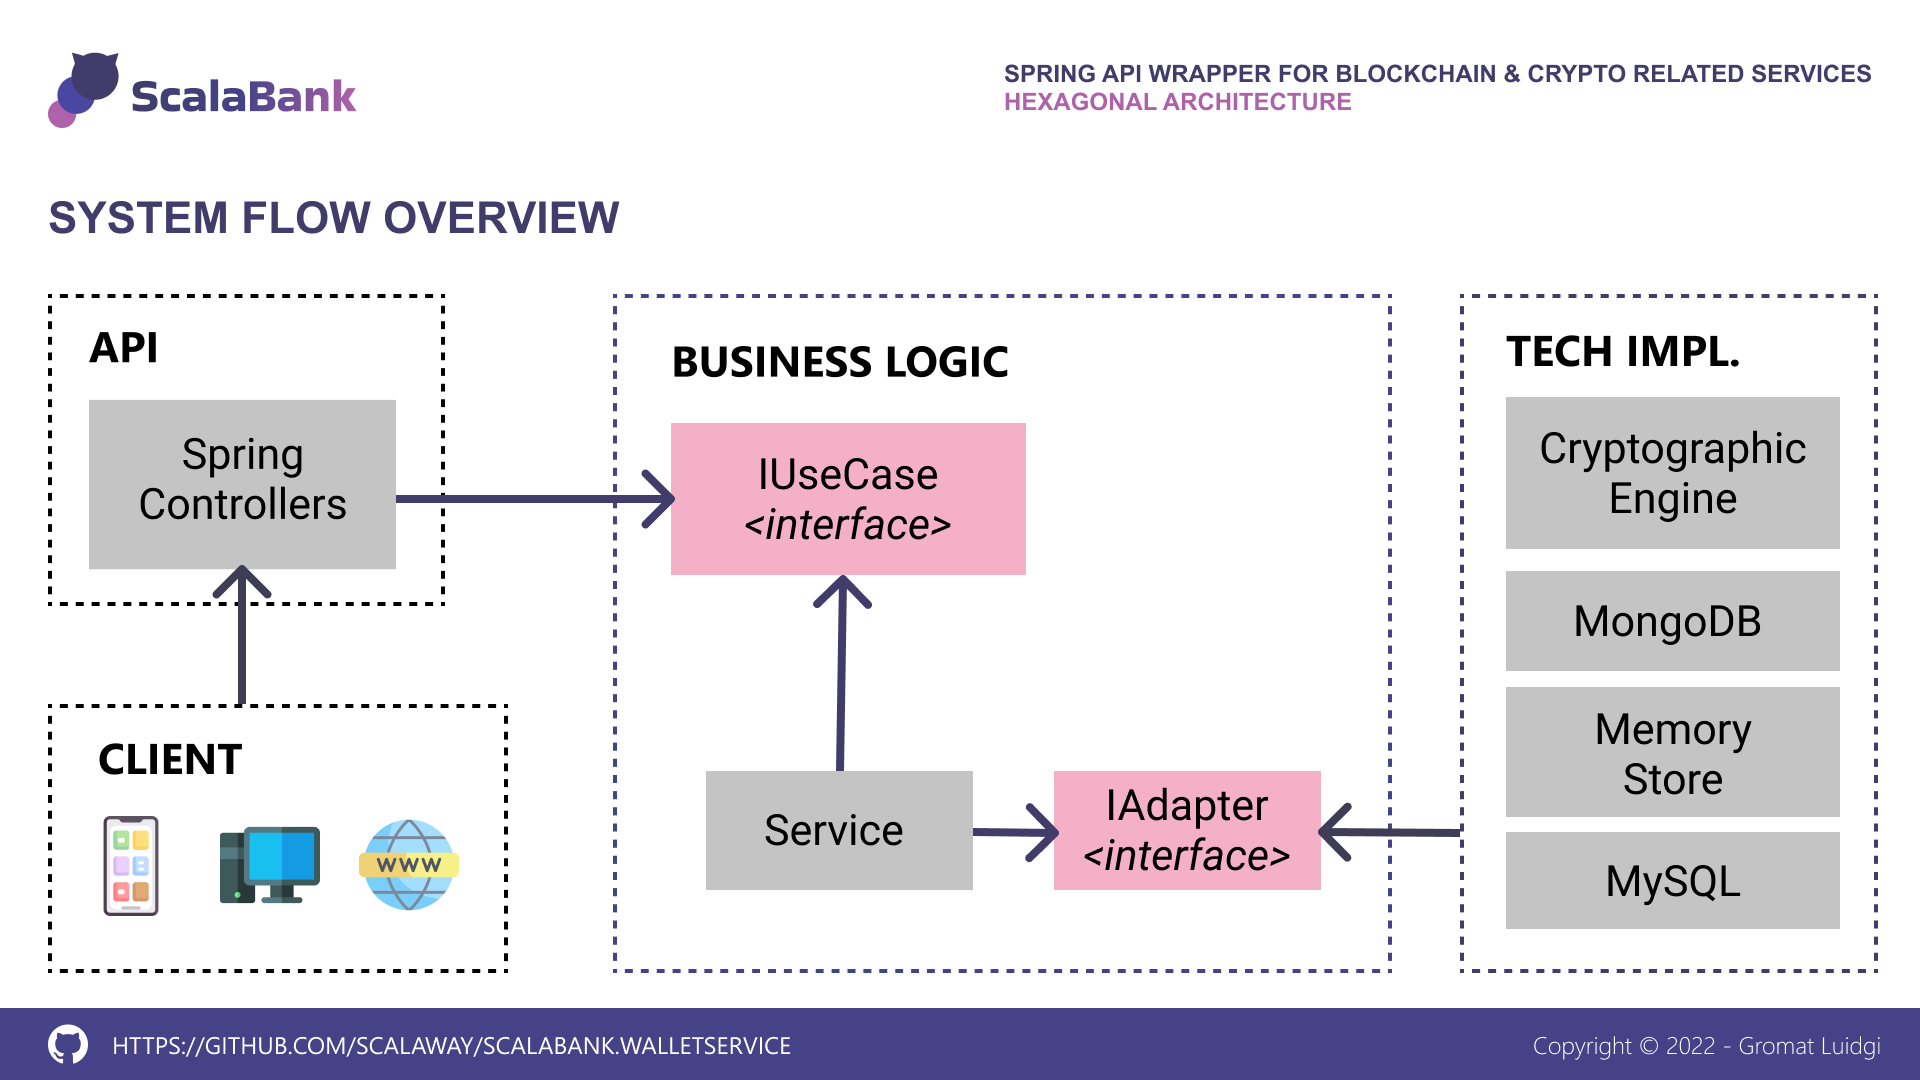 ScalaBank
SPRING API WRAPPER FOR BLOCKCHAIN & CRYPTO RELATED SERVICES
HEXAGONAL ARCHITECTURE
SYSTEM FLOW OVERVIEW
API
Spring
Controllers
CLIENT
WWW
BUSINESS LOGIC
IUseCase
<interface>
Service
IAdapter
<interface>
TECH IMPL.
Cryptographic
Engine
MongoDB
Memory
Store
MySQL
HTTPS://GITHUB.COM/SCALAWAY/SCALABANK.WALLETSERVICE
Copyright © 2022 - Gromat Luidgi